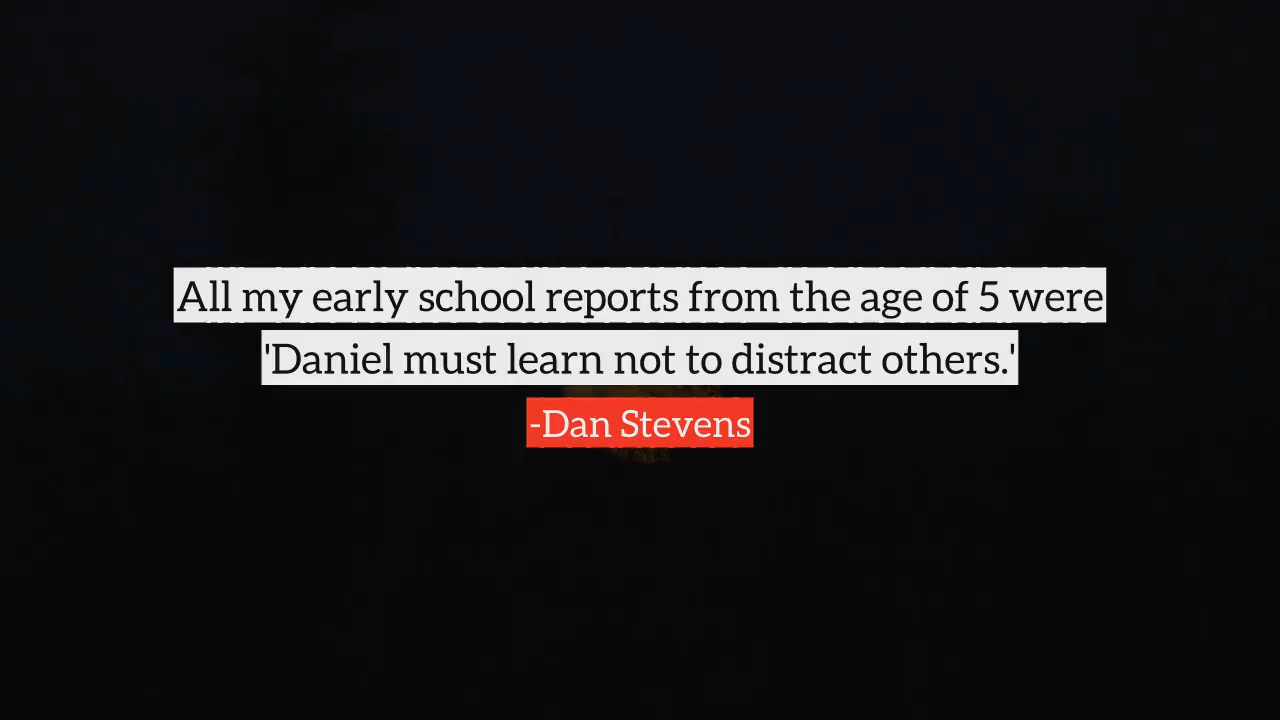 All my early school reports from the age of 5 were
'Daniel must learn not to distract others.'
-Dan Stevens